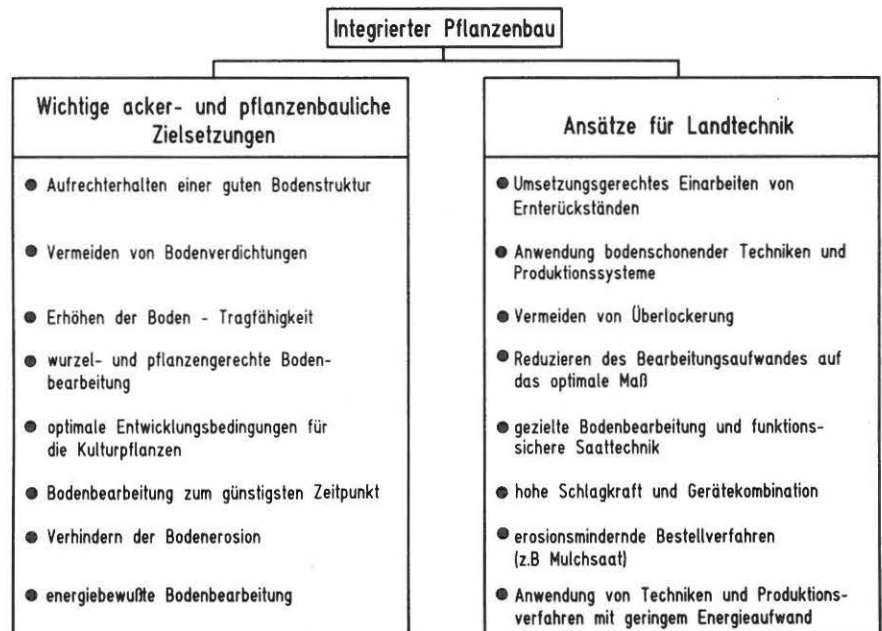 Integrierter Pflanzenbau
Wichtige acker- und pflanzenbauliche
Zielsetzungen
● Aufrechterhalten einer guten Bodenstruktur
● Vermeiden von Bodenverdichtungen
● Erhöhen der Boden - Tragfähigkeit
● wurzel- und pflanzengerechte Boden-
bearbeitung
● optimale Entwicklungsbedingungen für
die Kulturpflanzen
● Bodenbearbeitung zum günstigsten Zeitpunkt
● Verhindern der Bodenerosion
● energiebewußte Bodenbearbeitung
Ansätze für Landtechnik
● Umsetzungsgerechtes Einarbeiten von
Ernterückständen
● Anwendung bodenschonender Techniken und
Produktionssysteme
● Vermeiden von Überlockerung
● Reduzieren des Bearbeitungsaufwandes auf
das optimale Maß
● gezielte Bodenbearbeitung und funktions-
sichere Saattechnik
● hohe Schlagkraft und Gerätekombination
● erosionsmindernde Bestellverfahren
(z.B Mulchsaat)
● Anwendung von Techniken und Produktions-
verfahren mit geringem Energieaufwand